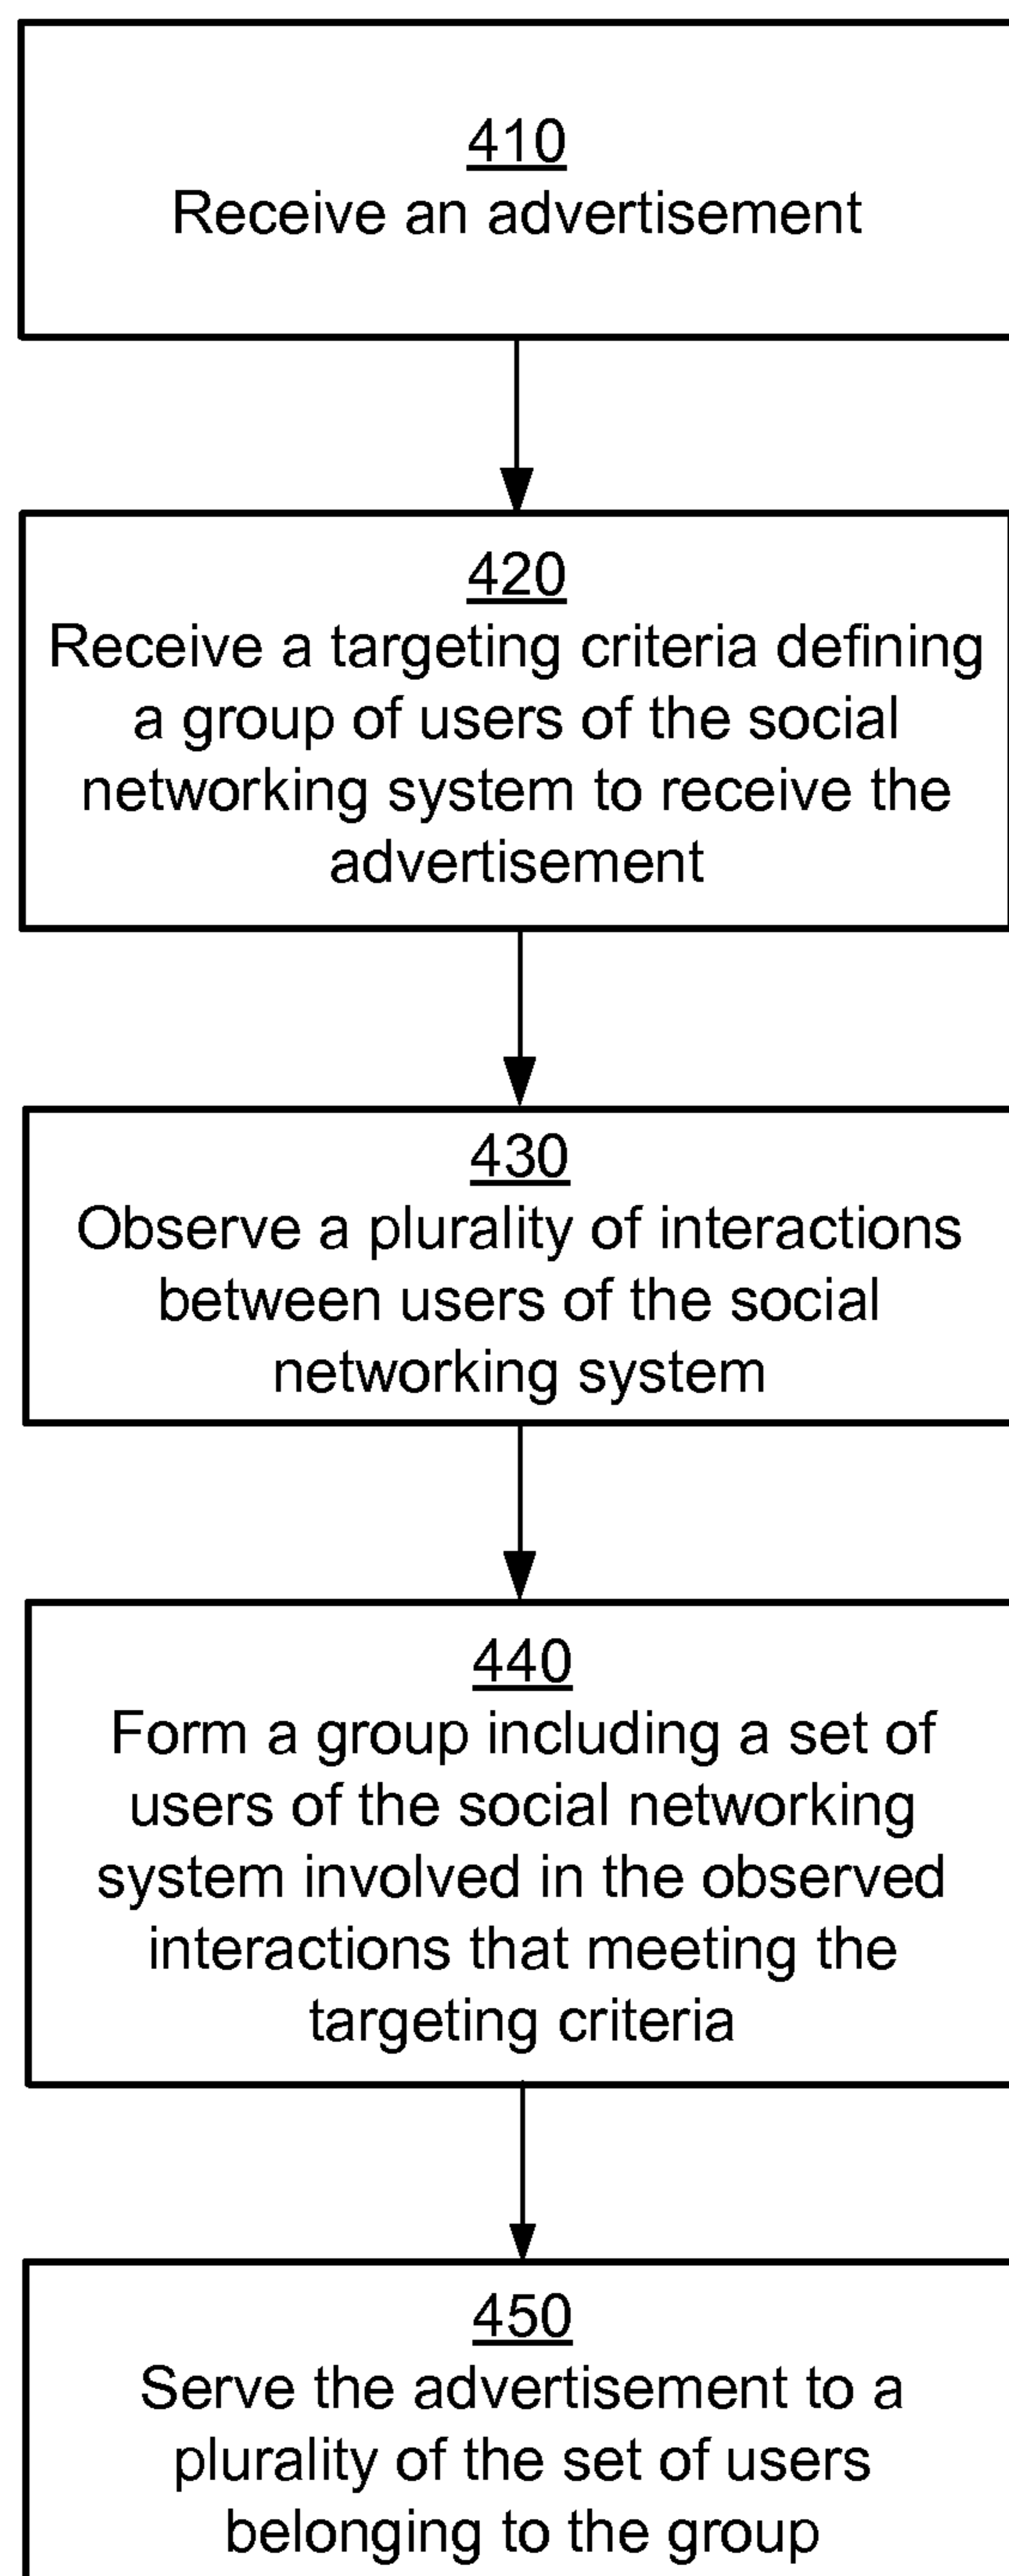 410
Receive an advertisement
420
Receive a targeting criteria defining
a group of users of the social
networking system to receive the
advertisement
430
Observe a plurality of interactions
between users of the social
networking system
440
Form a group including a set of
users of the social networking
system involved in the observed
interactions that meeting the
targeting criteria
450
Serve the advertisement to a
plurality of the set of users
belonging to the group